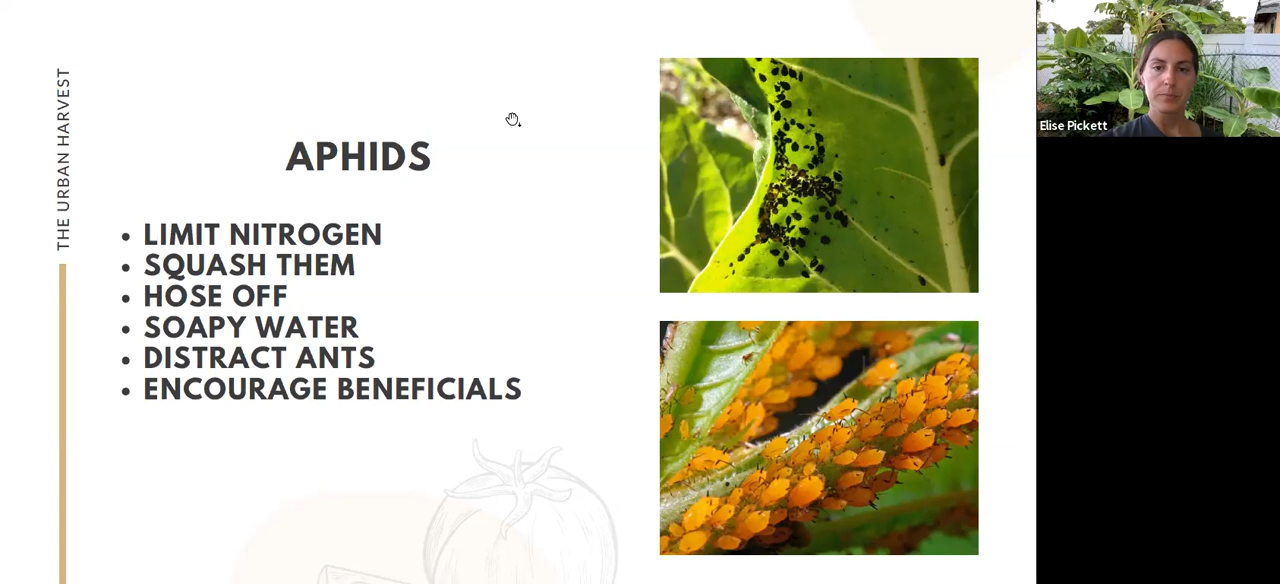 THE URBAN HARVEST
APHIDS
• LIMIT NITROGEN
• SQUASH THEM
• HOSE OFF
• SOAPY WATER
• DISTRACT ANTS
• ENCOURAGE BENEFICIALS
Elise Pickett